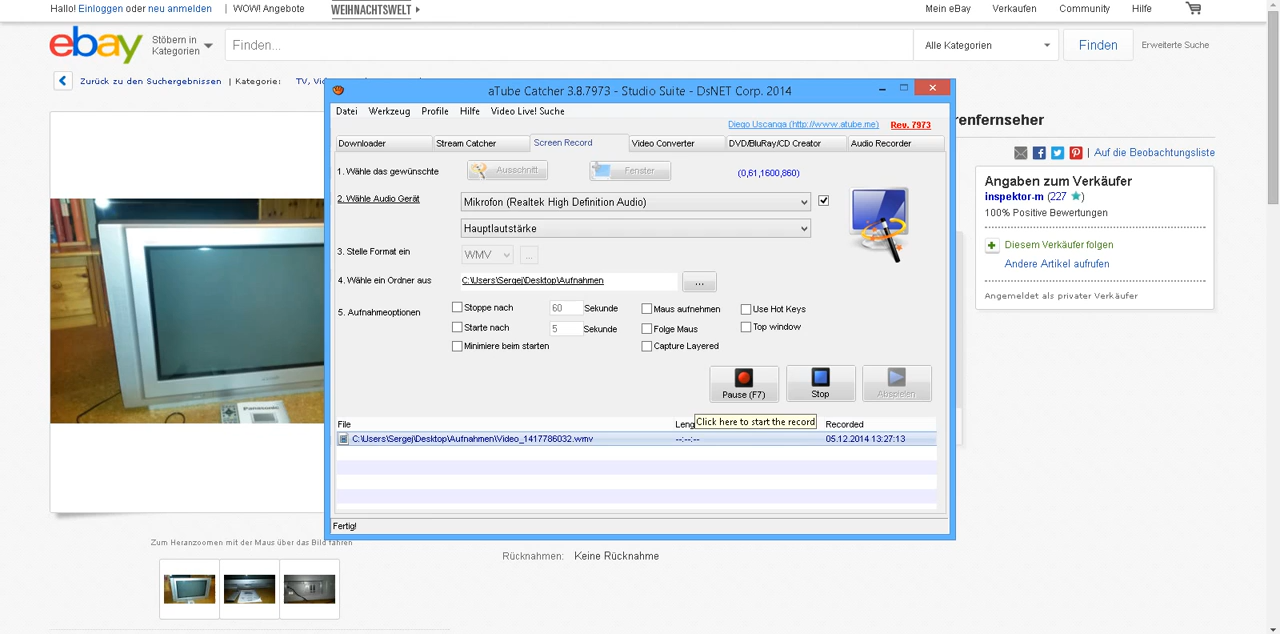 Hallo! Einloggen oder neu anmelden | WOW! Angebote WEIHNACHTSWELT Mein eBay Verkaufen Community Hilfe
ebay Stöbern in Kategorien Finden... Alle Kategorien Finden Erweiterte Suche
Zurück zu den Suchergebnissen | Kategorie: TV,
aTube Catcher 3.8.7973 - Studio Suite - DsNET Corp. 2014
Datei Werkzeug Profile Hilfe Video Live! Suche
Diego Uscanga (http://www.atube.me) Rev. 7973
Downloader Stream Catcher Screen Record Video Converter DVD/BluRay/CD Creator Audio Recorder
1. Wähle das gewünschte Ausschnitt Fenster (0,61,1600,860)
2. Wähle Audio Gerät Mikrofon (Realtek High Definition Audio)
Hauptlautstärke
3. Stelle Format ein WMV ...
4. Wähle ein Ordner aus C:\Users\Sergej\Desktop\Aufnahmen ...
5. Aufnahmeoptionen
Stoppe nach 60 Sekunde Maus aufnehmen Use Hot Keys
Starte nach 5 Sekunde Folge Maus Top window
Minimiere beim starten Capture Layered
Pause (F7) Stop Abspielen
Click here to start the record
File Leng Recorded
C:\Users\Sergej\Desktop\Aufnahmen\Video_1417786032.wmv --:--:-- 05.12.2014 13:27:13
Fertig!
renfernseher
| Auf die Beobachtungsliste
Angaben zum Verkäufer
inspektor-m (227)
100% Positive Bewertungen
Diesem Verkäufer folgen
Andere Artikel aufrufen
Angemeldet als privater Verkäufer
Panasonic
Zum Heranzoomen mit der Maus über das Bild fahren
Rücknahmen: Keine Rücknahme